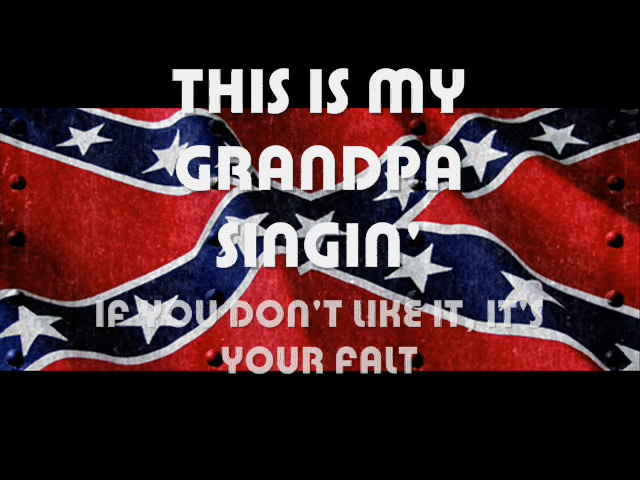 THIS IS MY
GRANDPA
SINGIN'
IF YOU DON'T LIKE IT, IT'S
YOUR FALT